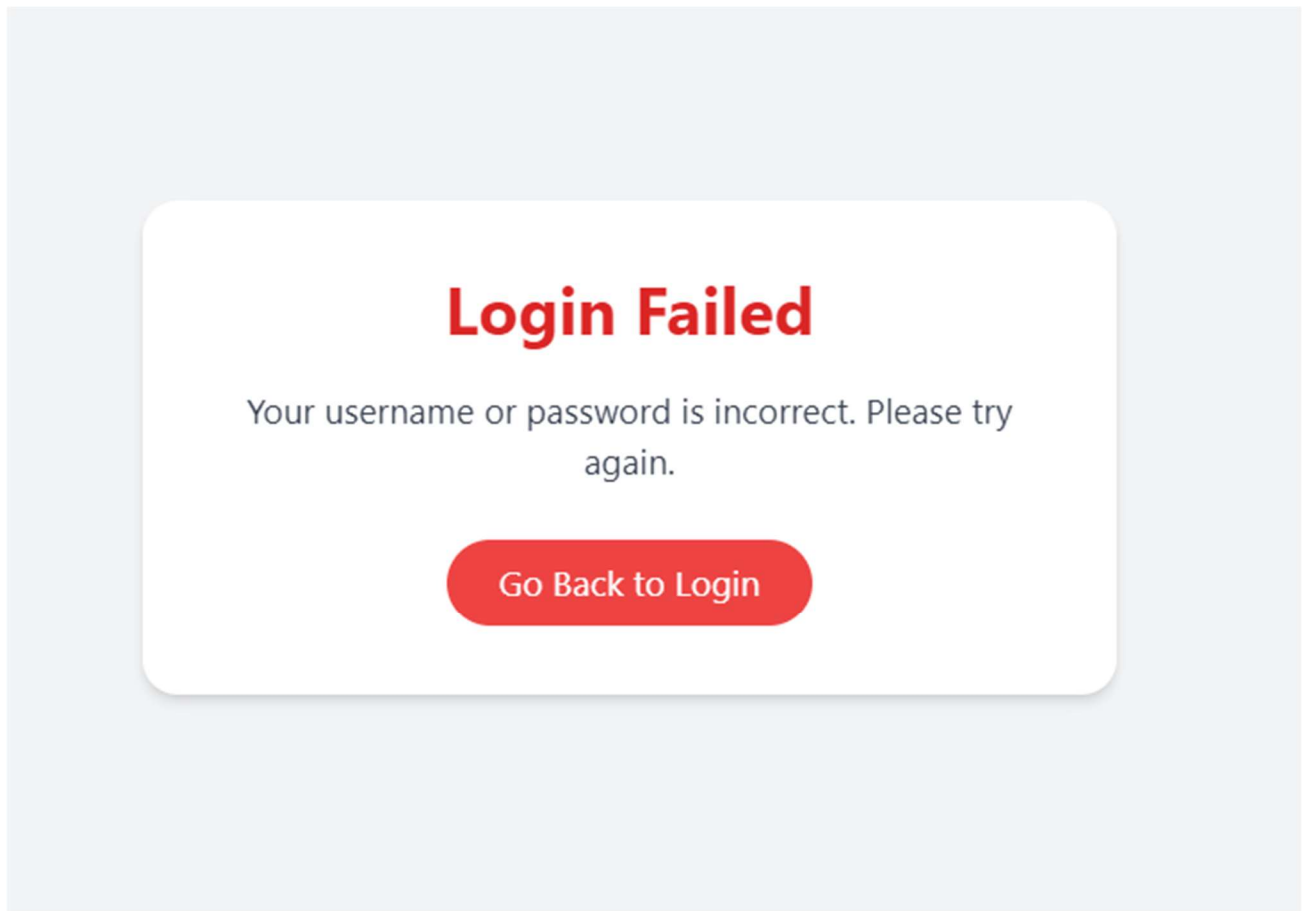 Login Failed
Your username or password is incorrect. Please try
again.
Go Back to Login